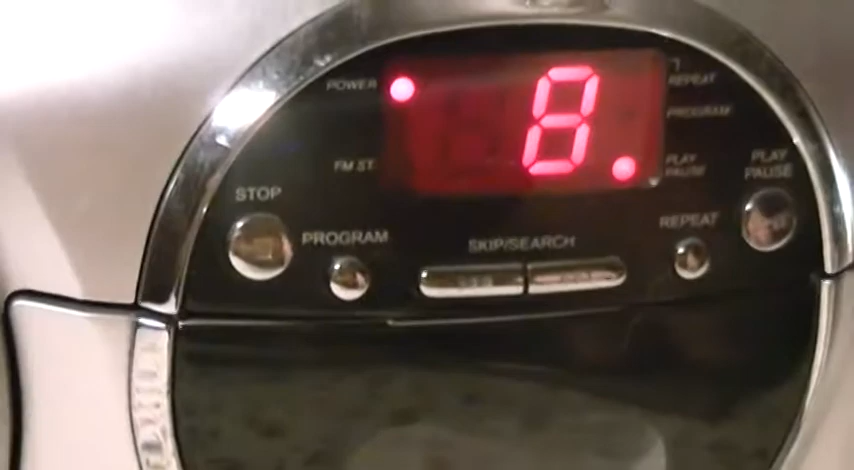 POWER
REPEAT
8.
PROGRAM
FM ST.
PLAY
PAUSE
STOP
PLAY
PAUSE
PROGRAM
SKIP/SEARCH
REPEAT